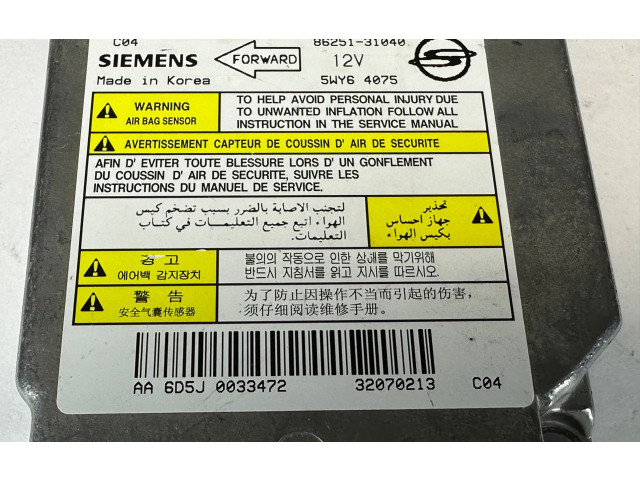 C04 86251-31040
SIEMENS FORWARD 12V
Made in Korea 5WY6 4075
WARNING
AIR BAG SENSOR
TO HELP AVOID PERSONAL INJURY DUE
TO UNWANTED INFLATION FOLLOW ALL
INSTRUCTION IN THE SERVICE MANUAL
AVERTISSEMENT CAPTEUR DE COUSSIN D' AIR DE SECURITE
AFIN D' EVITER TOUTE BLESSURE LORS D' UN GONFLEMENT
DU COUSSIN D' AIR DE SECURITE, SUIVRE LES
INSTRUCTIONS DU MANUEL DE SERVICE.
تحذير
جهاز احساس
بكيس الهواء
لتجنب الاصابة بالضرر بسبب تضخم كيس
الهواء اتبع جميع التعليمات في كتاب
التعليمات.
경고
에어백 감지장치
불의의 작동으로 인한 상해를 막기위해
반드시 지침서를 읽고 지시를 따르시오.
警告
安全气囊传感器
为了防止因操作不当而引起的伤害，
须仔细阅读维修手册。
AA 6D5J 0033472 32070213 C04